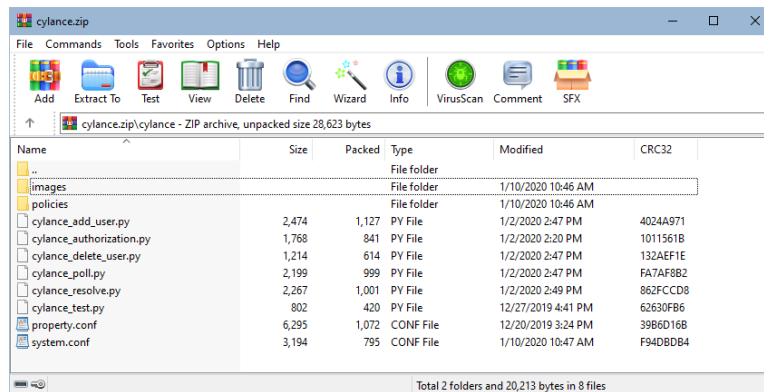 cylance.zip
File Commands Tools Favorites Options Help
Add Extract To Test View Delete Find Wizard Info VirusScan Comment SFX
cylance.zip\cylance - ZIP archive, unpacked size 28,623 bytes
Name Size Packed Type Modified CRC32
.. File folder
images File folder 1/10/2020 10:46 AM
policies File folder 1/10/2020 10:46 AM
cylance_add_user.py 2,474 1,127 PY File 1/2/2020 2:47 PM 4024A971
cylance_authorization.py 1,768 841 PY File 1/2/2020 2:20 PM 1011561B
cylance_delete_user.py 1,214 614 PY File 1/2/2020 2:47 PM 132AEF1E
cylance_poll.py 2,199 999 PY File 1/2/2020 2:47 PM FA7AF8B2
cylance_resolve.py 2,267 1,001 PY File 1/2/2020 2:49 PM 862FCCD8
cylance_test.py 802 420 PY File 12/27/2019 4:41 PM 62630FB6
property.conf 6,295 1,072 CONF File 12/20/2019 3:24 PM 39B6D16B
system.conf 3,194 795 CONF File 1/10/2020 10:47 AM F94DBDB4
Total 2 folders and 20,213 bytes in 8 files